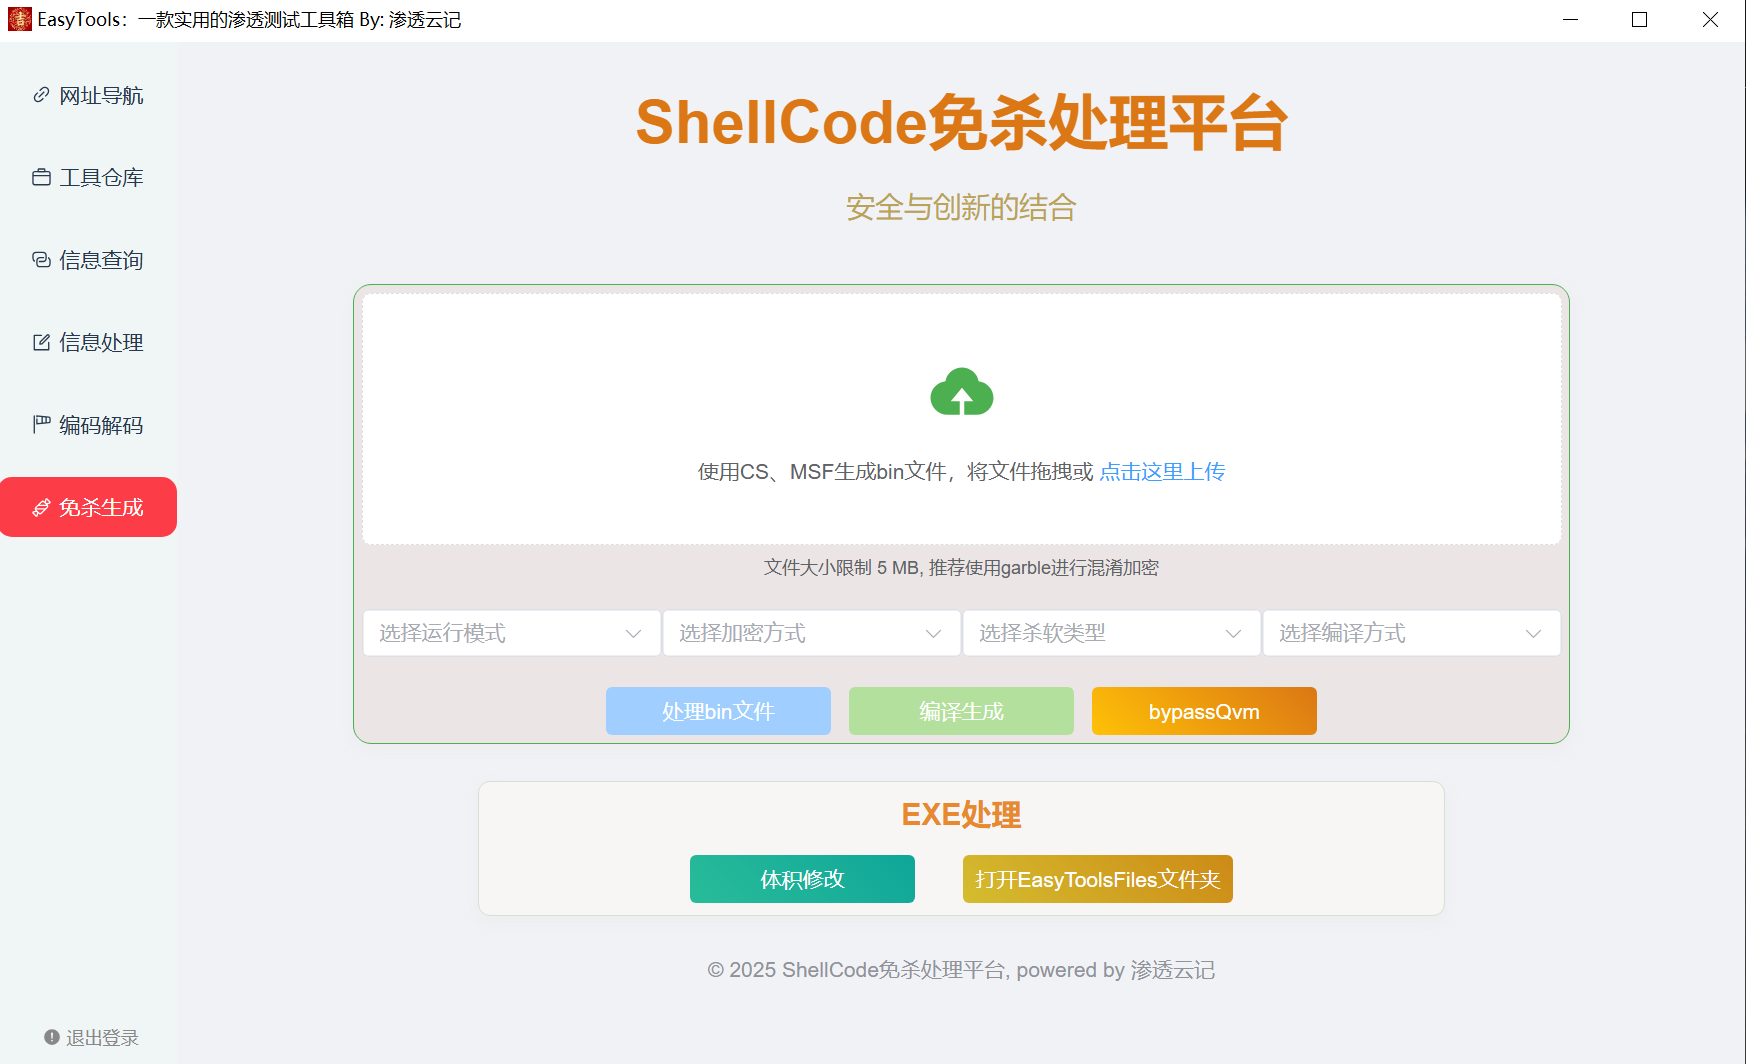 EasyTools：一款实用的渗透测试工具箱 By: 渗透云记
网址导航
工具仓库
信息查询
信息处理
编码解码
免杀生成
退出登录
ShellCode免杀处理平台
安全与创新的结合
使用CS、MSF生成bin文件，将文件拖拽或 点击这里上传
文件大小限制 5 MB, 推荐使用garble进行混淆加密
选择运行模式
选择加密方式
选择杀软类型
选择编译方式
处理bin文件
编译生成
bypassQvm
EXE处理
体积修改
打开EasyToolsFiles文件夹
© 2025 ShellCode免杀处理平台, powered by 渗透云记